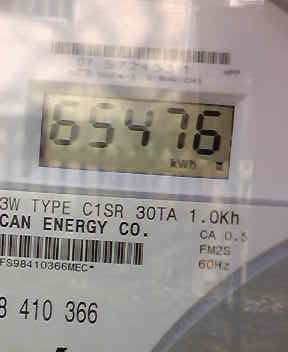 65476
kWh
3W TYPE C1SR 30TA 1.0Kh
CAN ENERGY CO.
CA 0.5
FM2S
FS98410366MEC*
60Hz
8 410 366